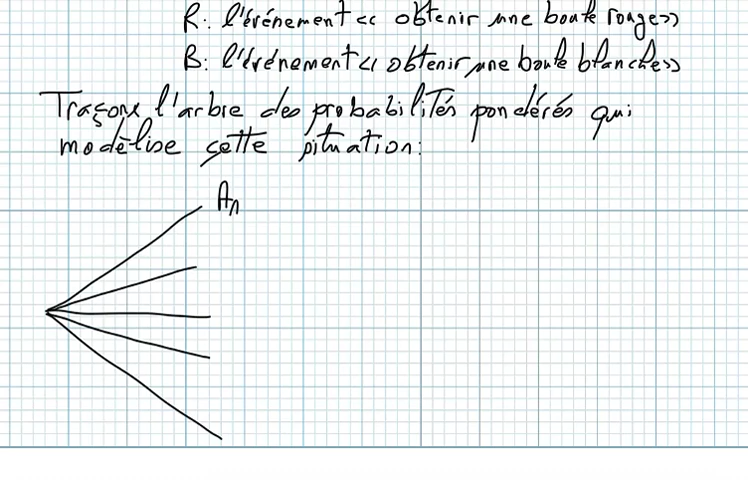 R: l'événement << obtenir une boule rouge>>
B: l'événement << obtenir une boule blanche>>
Traçons l'arbre des probabilités pondérés qui
modèlise cette situation:
A₁